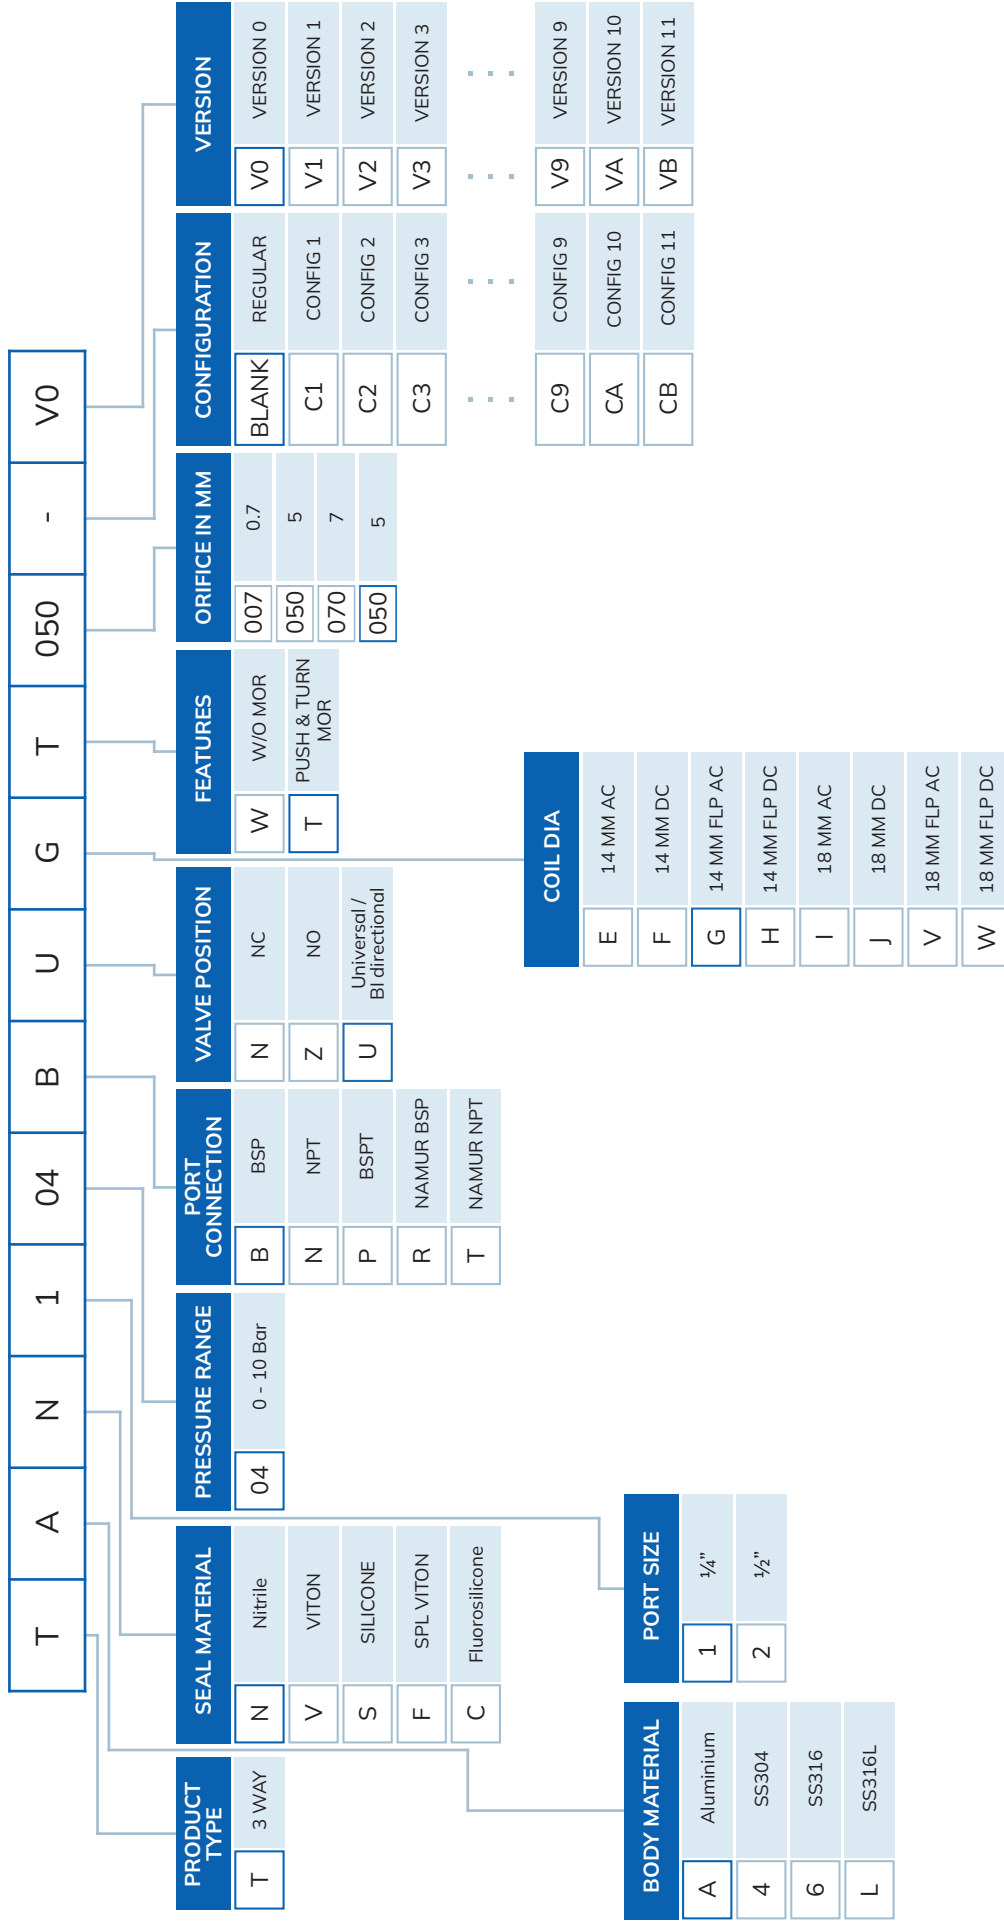 T A N 1 04 B U G T 050 - V0
PRODUCT
TYPE
T 3 WAY
SEAL MATERIAL
N Nitrile
V VITON
S SILICONE
F SPL VITON
C Fluorosilicone
PRESSURE RANGE
04 0 - 10 Bar
PORT
CONNECTION
B BSP
N NPT
P BSPT
R NAMUR BSP
T NAMUR NPT
VALVE POSITION
N NC
Z NO
U Universal /
BI directional
FEATURES
W W/O MOR
T PUSH & TURN
MOR
ORIFICE IN MM
007 0.7
050 5
070 7
050 5
CONFIGURATION
BLANK REGULAR
C1 CONFIG 1
C2 CONFIG 2
C3 CONFIG 3
C9 CONFIG 9
CA CONFIG 10
CB CONFIG 11
VERSION
V0 VERSION 0
V1 VERSION 1
V2 VERSION 2
V3 VERSION 3
V9 VERSION 9
VA VERSION 10
VB VERSION 11
BODY MATERIAL
A Aluminium
4 SS304
6 SS316
L SS316L
PORT SIZE
1 ¼”
2 ½”
COIL DIA
E 14 MM AC
F 14 MM DC
G 14 MM FLP AC
H 14 MM FLP DC
I 18 MM AC
J 18 MM DC
V 18 MM FLP AC
W 18 MM FLP DC